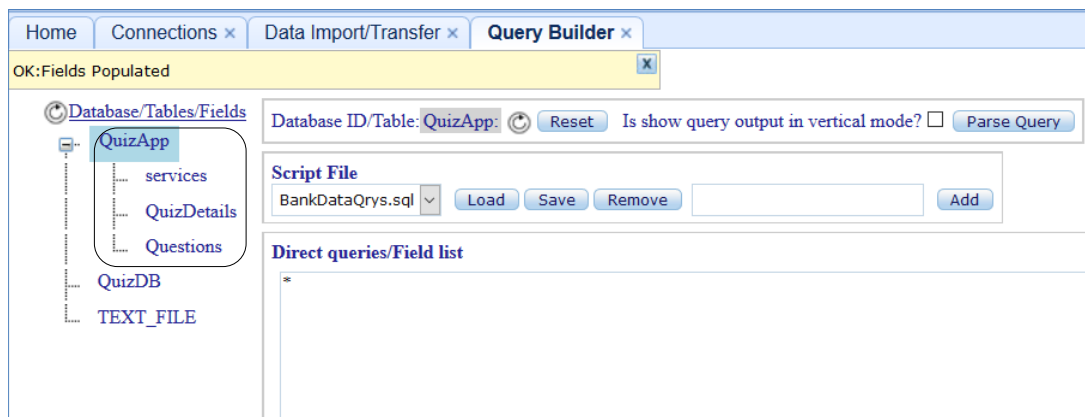 Home Connections × Data Import/Transfer × Query Builder ×
OK:Fields Populated X
Database/Tables/Fields
QuizApp
services
QuizDetails
Questions
QuizDB
TEXT_FILE
Database ID/Table: QuizApp: Reset Is show query output in vertical mode? Parse Query
Script File
BankDataQrys.sql Load Save Remove Add
Direct queries/Field list
*